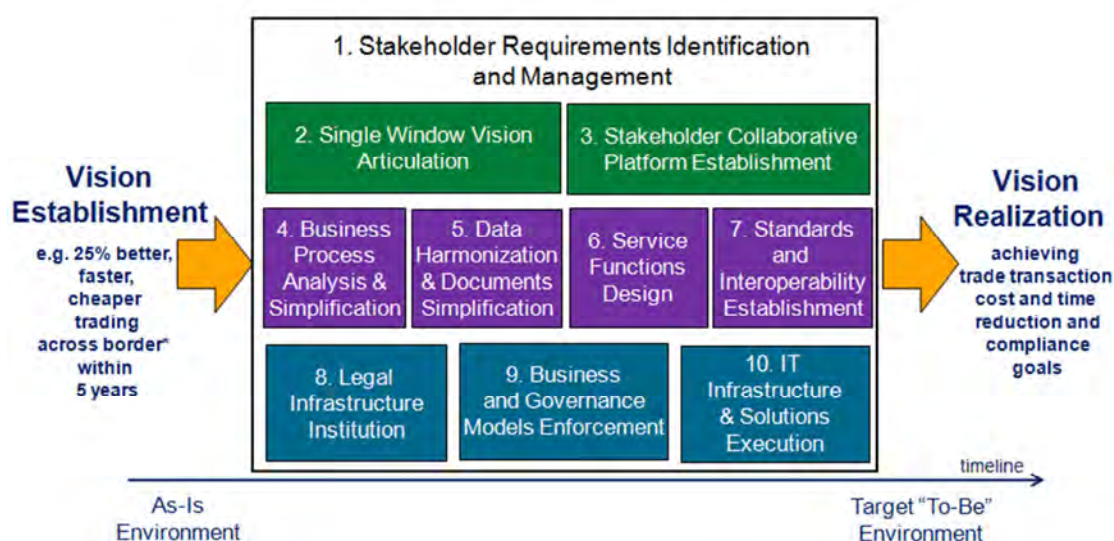 1. Stakeholder Requirements Identification
and Management
2. Single Window Vision
Articulation
3. Stakeholder Collaborative
Platform Establishment
Vision
Establishment
e.g. 25% better,
faster,
cheaper
trading
across border*
within
5 years
4. Business
Process
Analysis &
Simplification
5. Data
Harmonization
& Documents
Simplification
6. Service
Functions
Design
7. Standards
and
Interoperability
Establishment
Vision
Realization
achieving
trade transaction
cost and time
reduction and
compliance
goals
8. Legal
Infrastructure
Institution
9. Business
and Governance
Models Enforcement
10. IT
Infrastructure
& Solutions
Execution
timeline
As-Is
Environment
Target “To-Be”
Environment